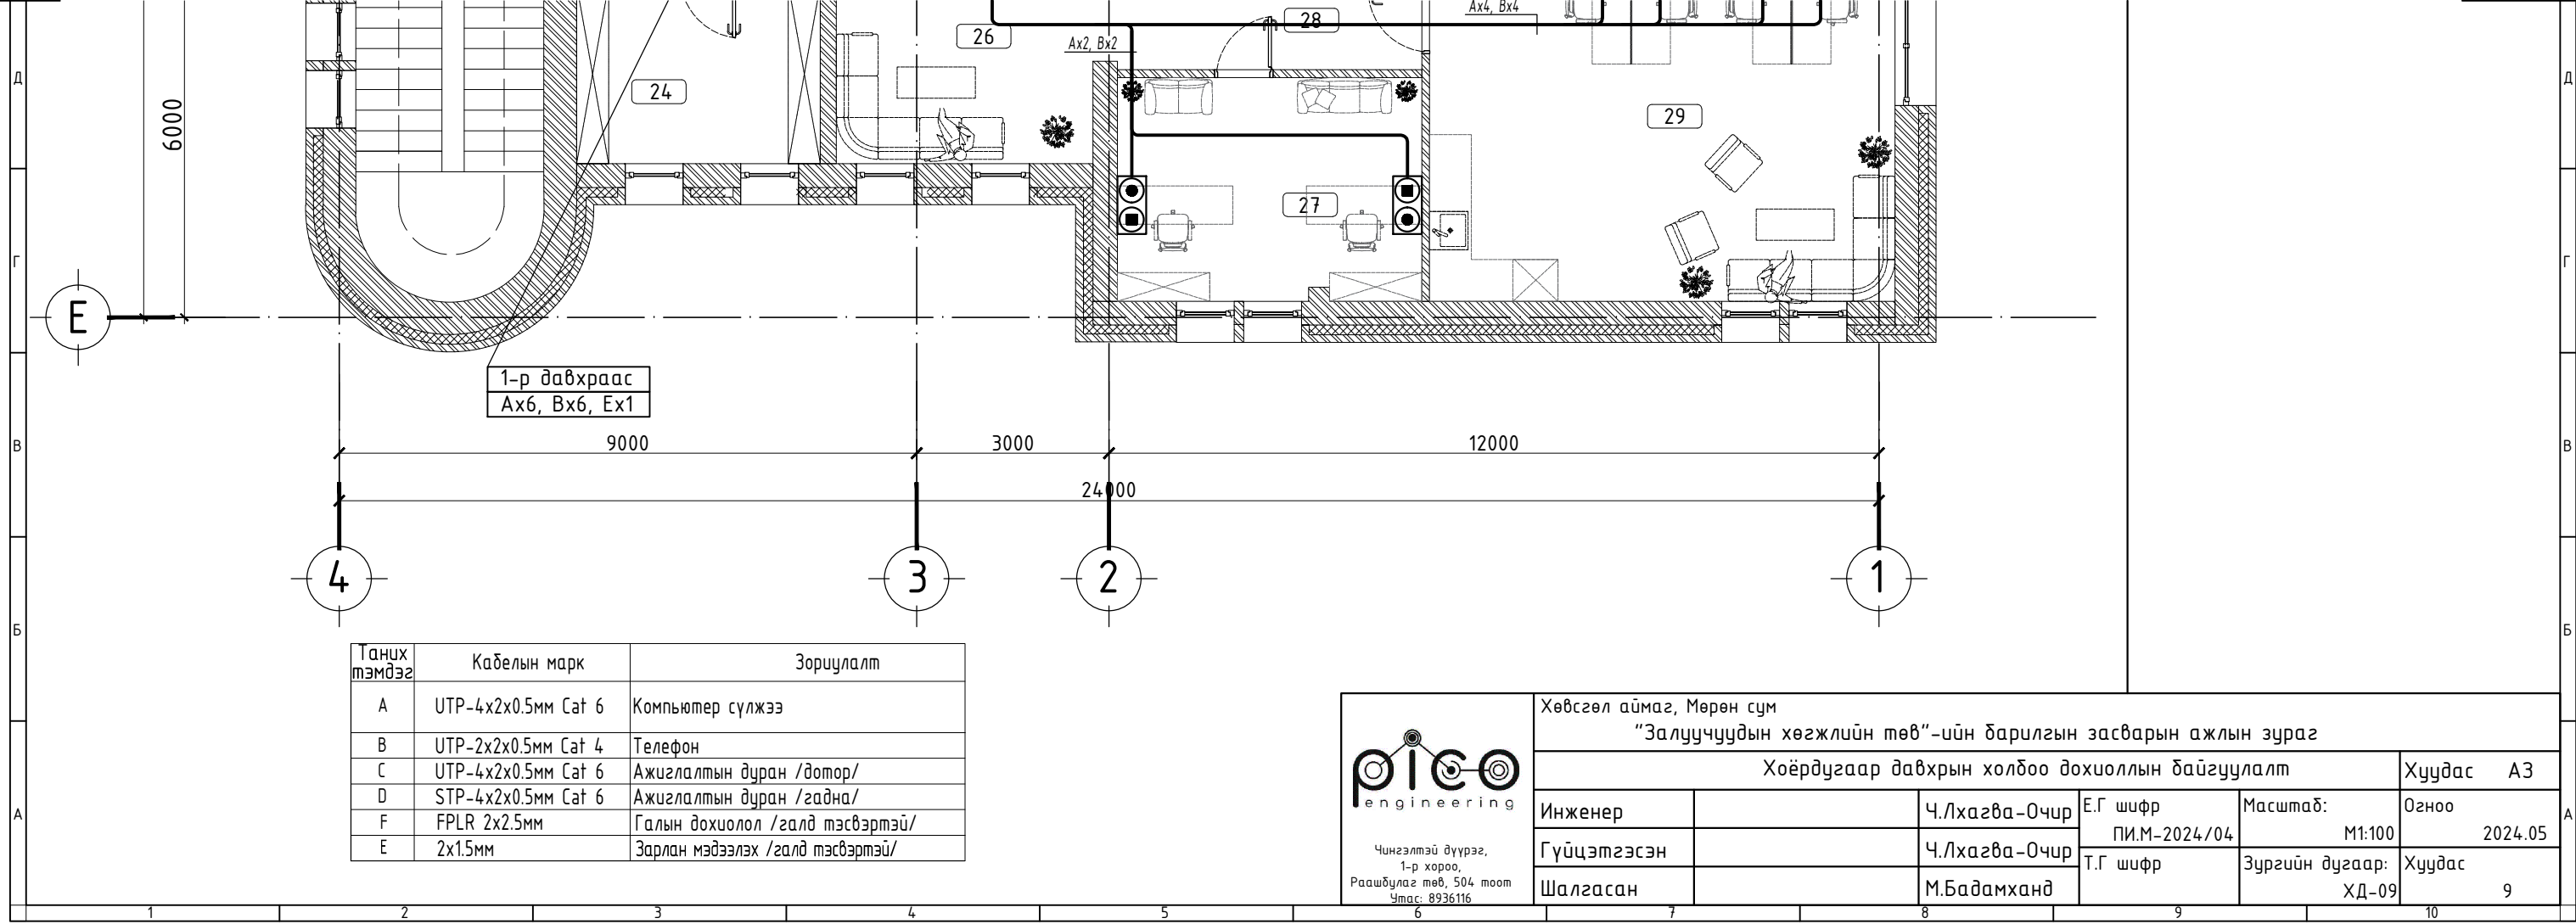 Ax4, Bx4
28
26
Ax2, Bx2
Д
Д
24
29
6000
27
Г
Г
Е
1-р давхраас
Ax6, Bx6, Ex1
9000
3000
12000
В
В
24000
4
3
2
1
Б
Б
Таних тэмдэг
Кабелын марк
Зориулалт
A
UTP-4x2x0.5мм Cat 6
Компьютер сүлжээ
B
UTP-2x2x0.5мм Cat 4
Телефон
C
UTP-4x2x0.5мм Cat 6
Ажиглалтын дуран /дотор/
D
STP-4x2x0.5мм Cat 6
Ажиглалтын дуран /гадна/
F
FPLR 2x2.5мм
Галын дохиолол /галд тэсвэртэй/
E
2x1.5мм
Зарлан мэдээлэх /галд тэсвэртэй/
pico
engineering
Чингэлтэй дүүрэг,
1-р хороо,
Раашбулаг төв, 504 тоот
Утас: 8936116
Хөвсгөл аймаг, Мөрөн сум
"Залуучуудын хөгжлийн төв"-ийн барилгын засварын ажлын зураг
Хоёрдугаар давхрын холбоо дохиоллын байгуулалт
Хуудас А3
Инженер
Ч.Лхагва-Очир
Е.Г шифр
ПИ.М-2024/04
Масштаб:
М1:100
Огноо
2024.05
Гүйцэтгэсэн
Ч.Лхагва-Очир
Т.Г шифр
Зургийн дугаар:
ХД-09
Хуудас
9
Шалгасан
М.Бадамханд
А
А
1 2 3 4 5 6 7 8 9 10